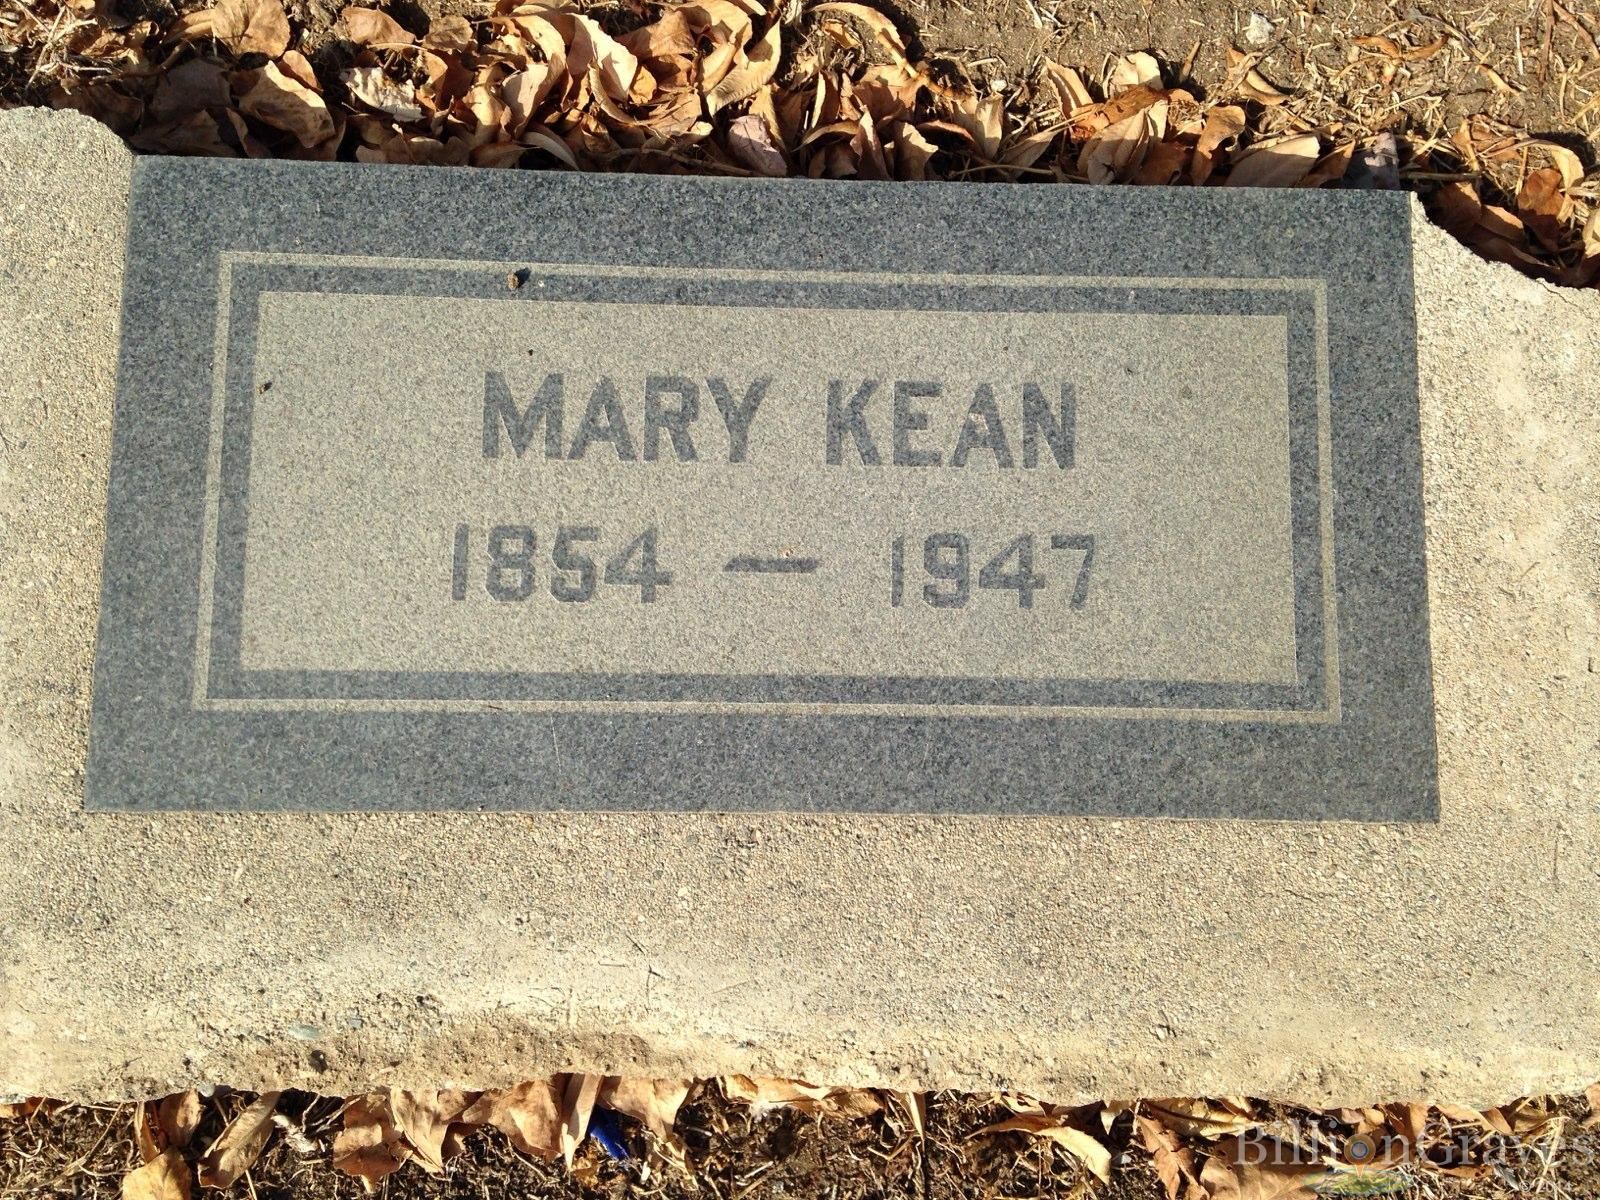 MARY KEAN
1854 — 1947
BillionGraves